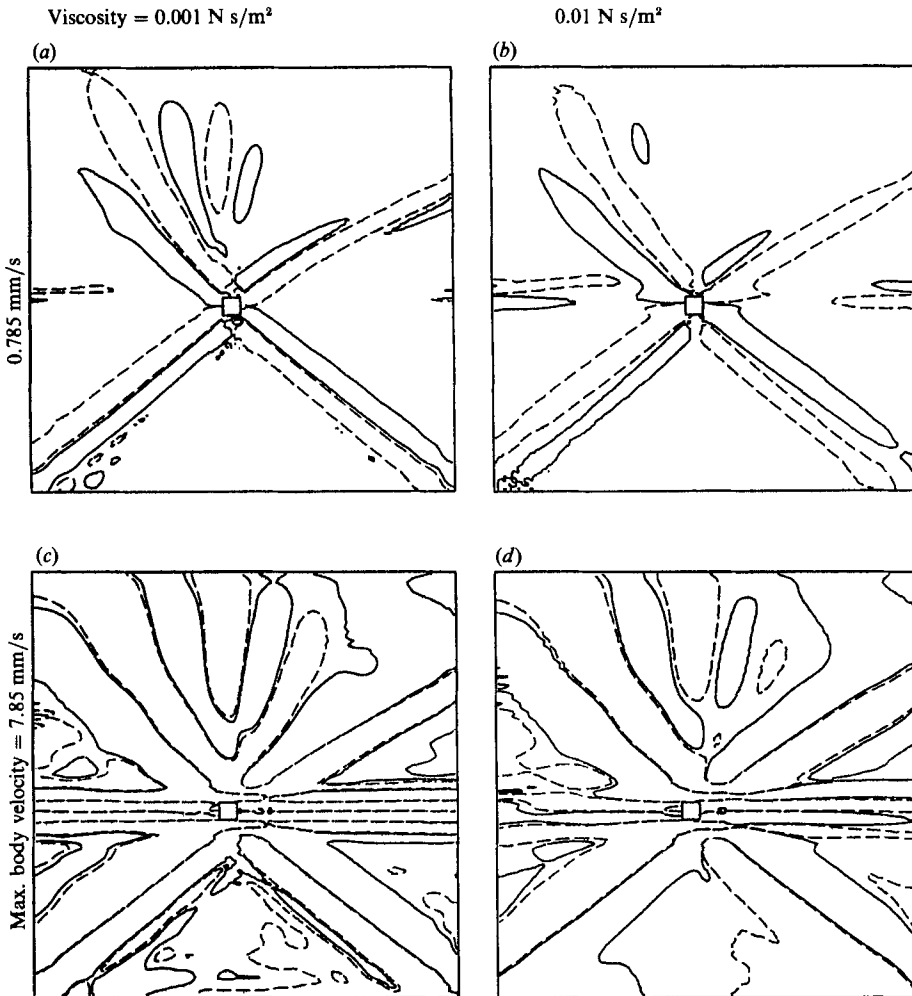 Viscosity = 0.001 N s/m²
0.01 N s/m²
(a)
(b)
0.785 mm/s
(c)
(d)
Max. body velocity = 7.85 mm/s